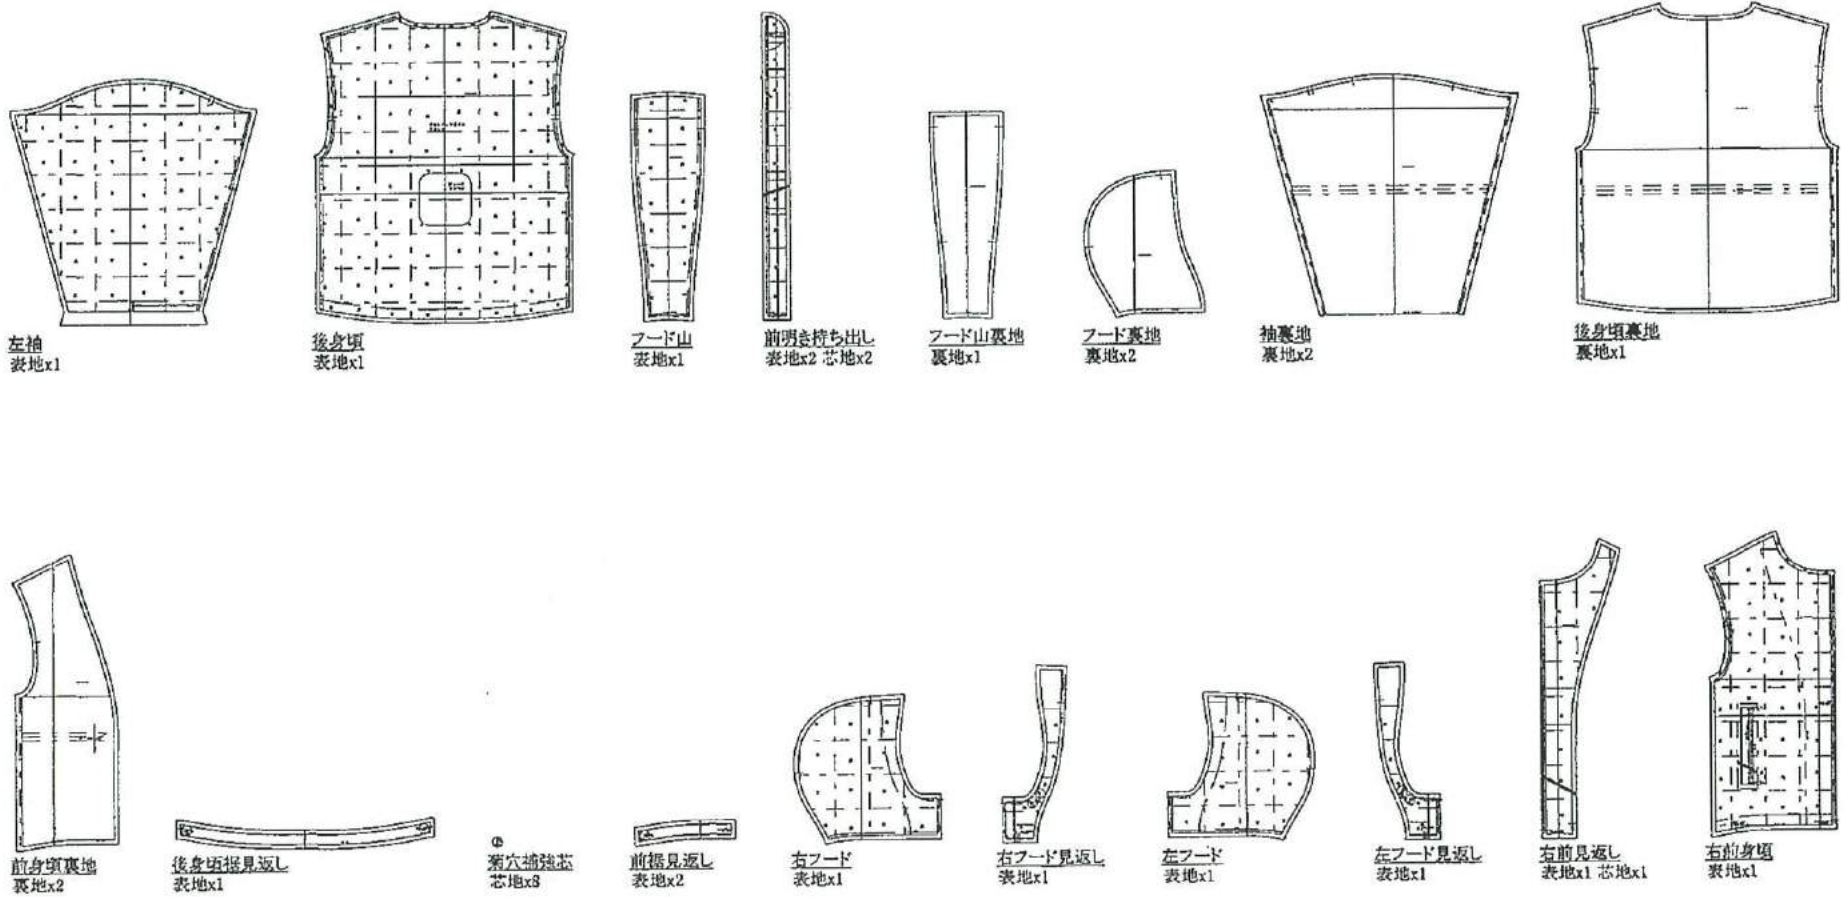 左袖
表地x1
後身頃
表地x1
フード山
表地x1
前明き持ち出し
表地x2 芯地x2
フード山裏地
裏地x1
フード裏地
裏地x2
袖裏地
裏地x2
後身頃裏地
裏地x1
前身頃裏地
裏地x2
後身頃裾見返し
表地x1
菊穴補強芯
芯地x8
前裾見返し
表地x2
右フード
表地x1
右フード見返し
表地x1
左フード
表地x1
左フード見返し
表地x1
右前見返し
表地x1 芯地x1
右前身頃
表地x1